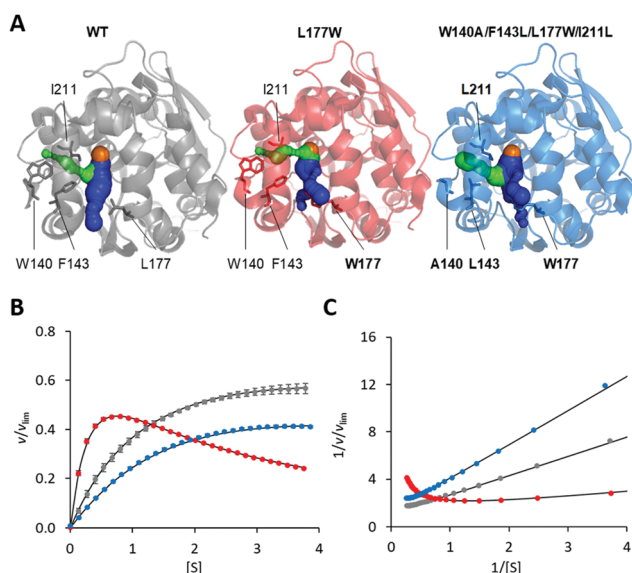 A
WT
L177W
W140A/F143L/L177W/I211L
I211
I211
L211
W140 F143 L177
W140 F143 W177
A140 L143 W177
B
C
0.8
0.6
0.4
0.2
0.0
v/vlim
0 1 2 3 4
[S]
16
12
8
4
0
1/v/vlim
0 1 2 3 4
1/[S]